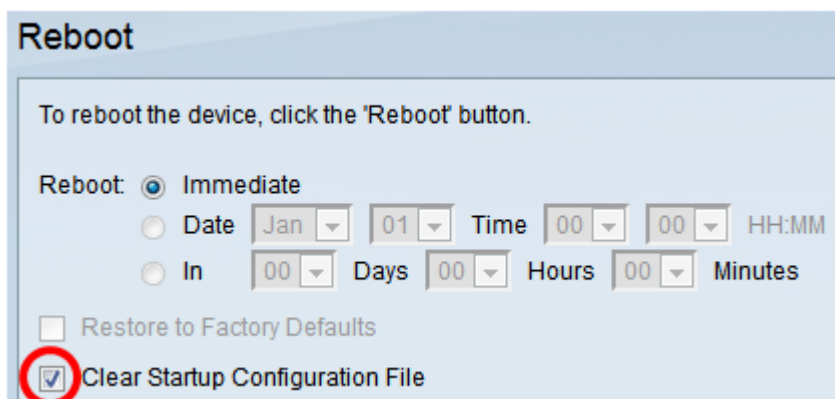 Reboot
To reboot the device, click the 'Reboot' button.
Reboot: Immediate
Date Jan 01 Time 00 00 HH:MM
In 00 Days 00 Hours 00 Minutes
Restore to Factory Defaults
Clear Startup Configuration File